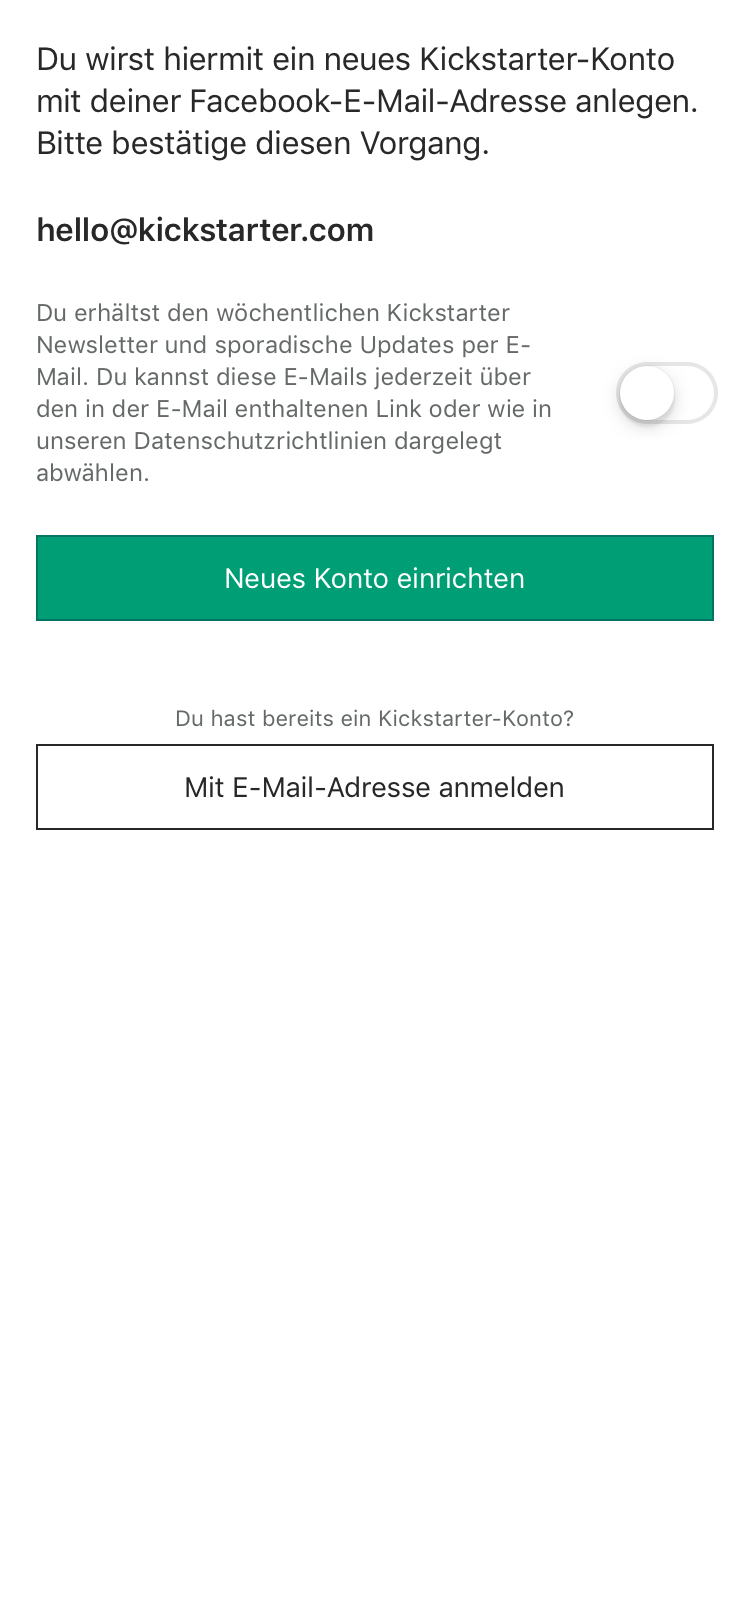 Du wirst hiermit ein neues Kickstarter-Konto
mit deiner Facebook-E-Mail-Adresse anlegen.
Bitte bestätige diesen Vorgang.
hello@kickstarter.com
Du erhältst den wöchentlichen Kickstarter
Newsletter und sporadische Updates per E-
Mail. Du kannst diese E-Mails jederzeit über
den in der E-Mail enthaltenen Link oder wie in
unseren Datenschutzrichtlinien dargelegt
abwählen.
Neues Konto einrichten
Du hast bereits ein Kickstarter-Konto?
Mit E-Mail-Adresse anmelden